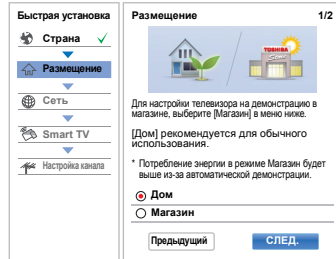 Быстрая установка
Страна
Размещение
Сеть
Smart TV
Настройка канала
Размещение 1/2
TOSHIBA
Store
Для настройки телевизора на демонстрацию в
магазине, выберите [Магазин] в меню ниже.
[Дом] рекомендуется для обычного
использования.
* Потребление энергии в режиме Магазин будет
выше из-за автоматической демонстрации.
Дом
Магазин
Предыдущий
СЛЕД.